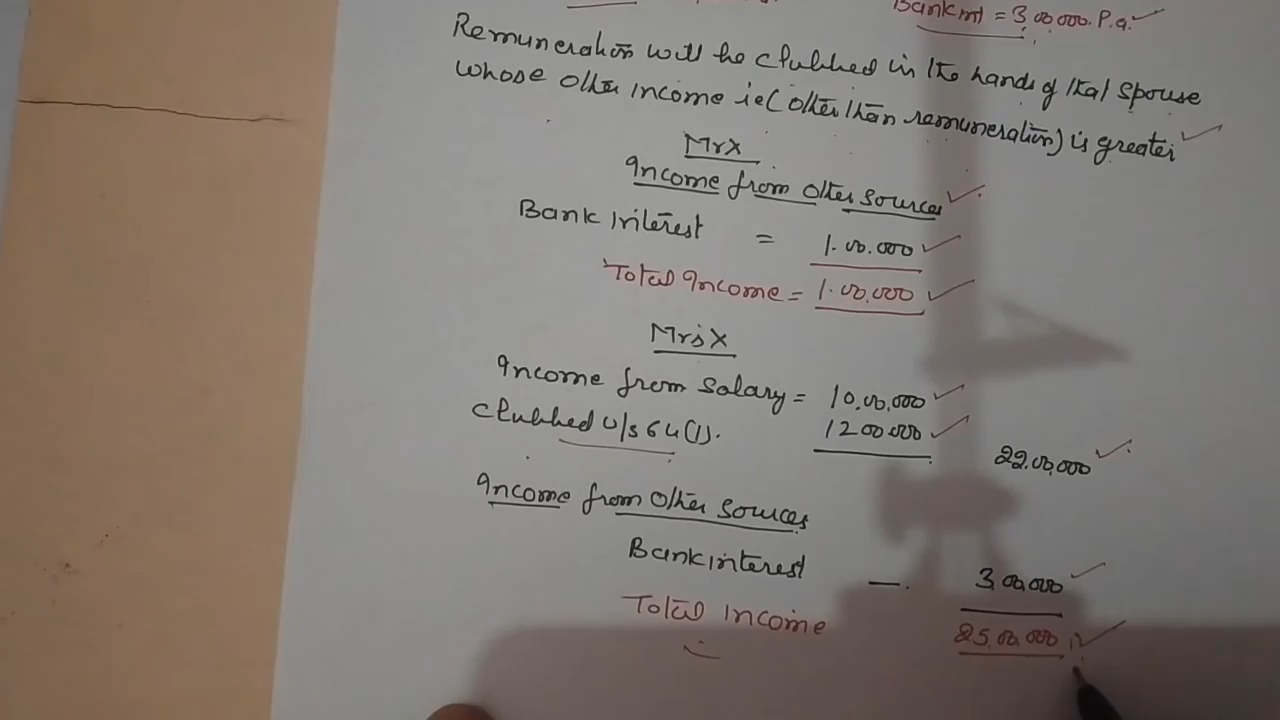 Bank int = 3,00,000. P.a.
Remuneration will be clubbed in the hands of that spouse
whose other income ie (other than remuneration) is greater
Mr X
Income from other sources
Bank interest = 1.00.000
Total Income = 1.00,000
Mrs X
Income from salary = 10,00,000
Clubbed u/s 64(1). 1200000
22,00,000
Income from other sources
Bank interest — . 3,00,000
Total income 25,00,000